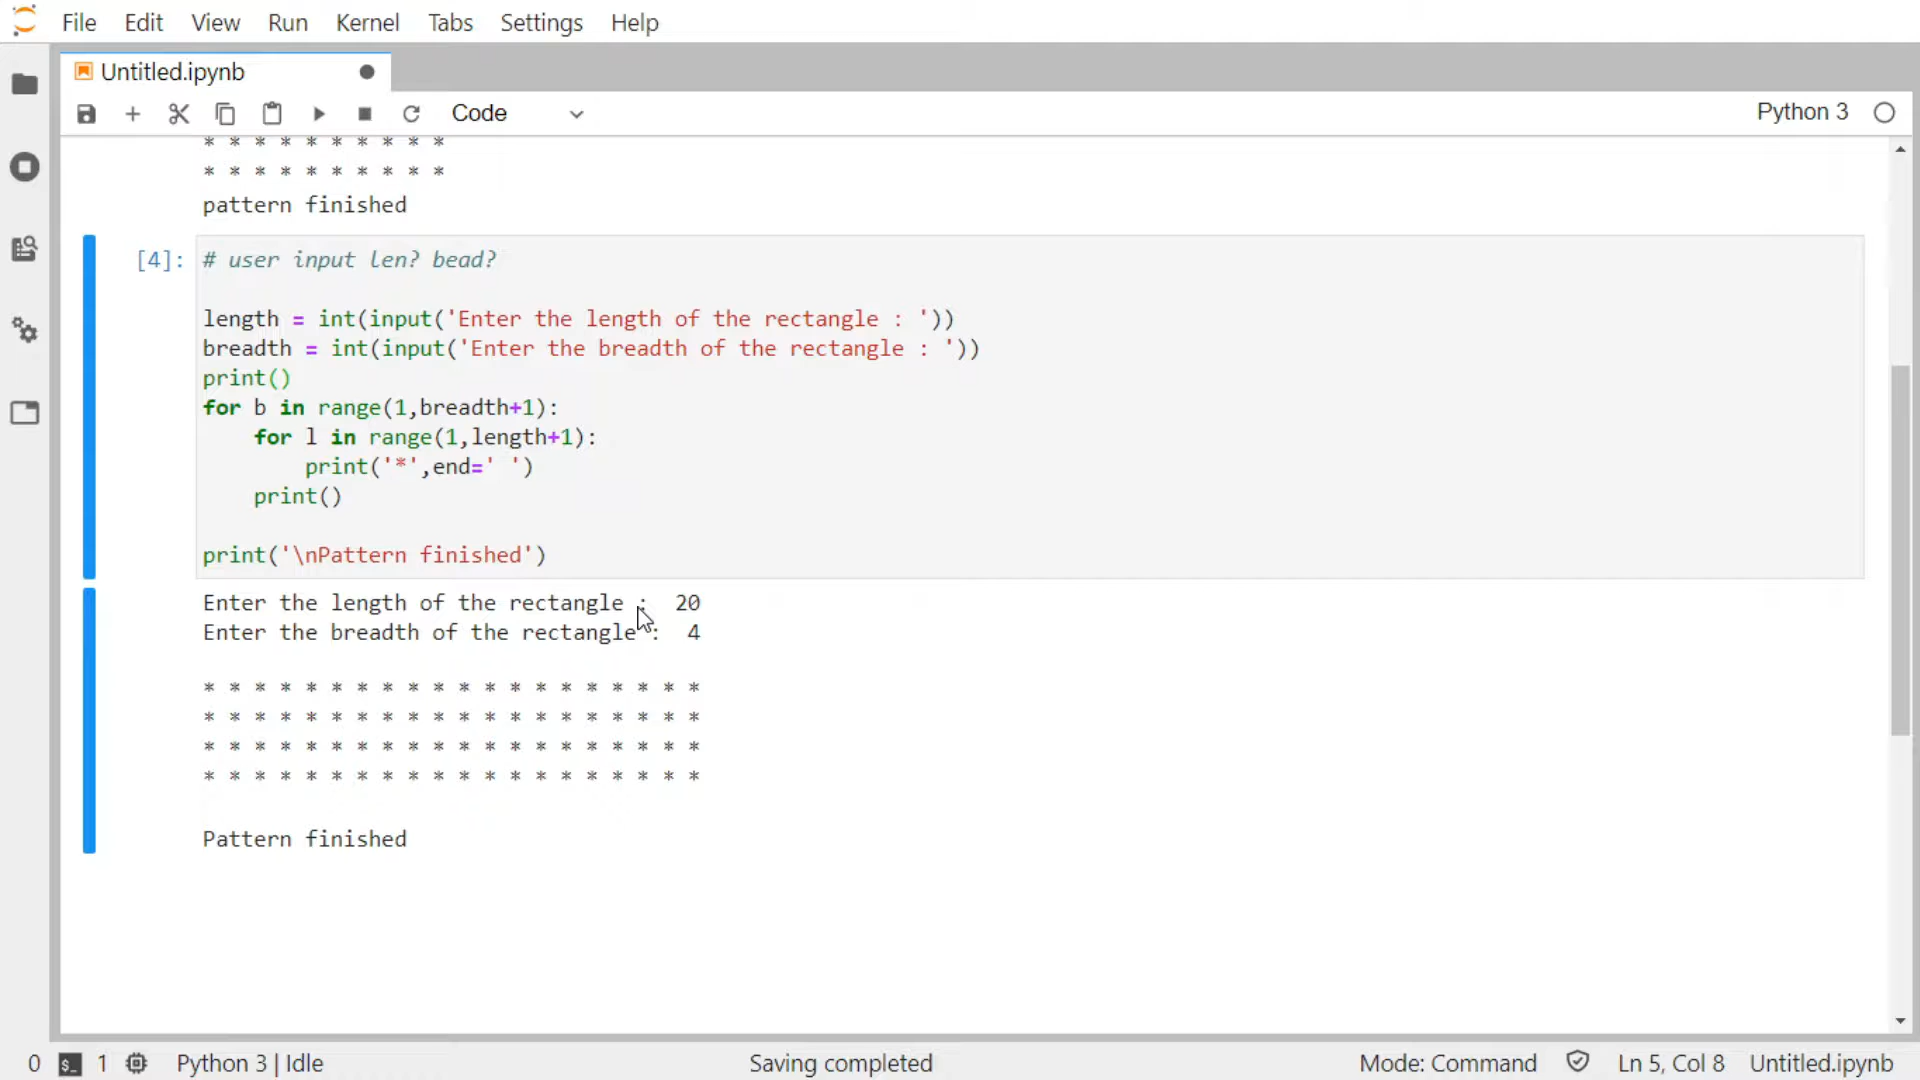 File Edit View Run Kernel Tabs Settings Help
Untitled.ipynb
Code Python 3
* * * * * * * * * *
* * * * * * * * * *
pattern finished
[4]: # user input len? bead?
length = int(input('Enter the length of the rectangle : '))
breadth = int(input('Enter the breadth of the rectangle : '))
print()
for b in range(1,breadth+1):
    for l in range(1,length+1):
        print('*',end=' ')
    print()
print('\nPattern finished')
Enter the length of the rectangle :  20
Enter the breadth of the rectangle :  4
* * * * * * * * * * * * * * * * * * * *
* * * * * * * * * * * * * * * * * * * *
* * * * * * * * * * * * * * * * * * * *
* * * * * * * * * * * * * * * * * * * *
Pattern finished
0 $_ 1 Python 3 | Idle Saving completed Mode: Command Ln 5, Col 8 Untitled.ipynb